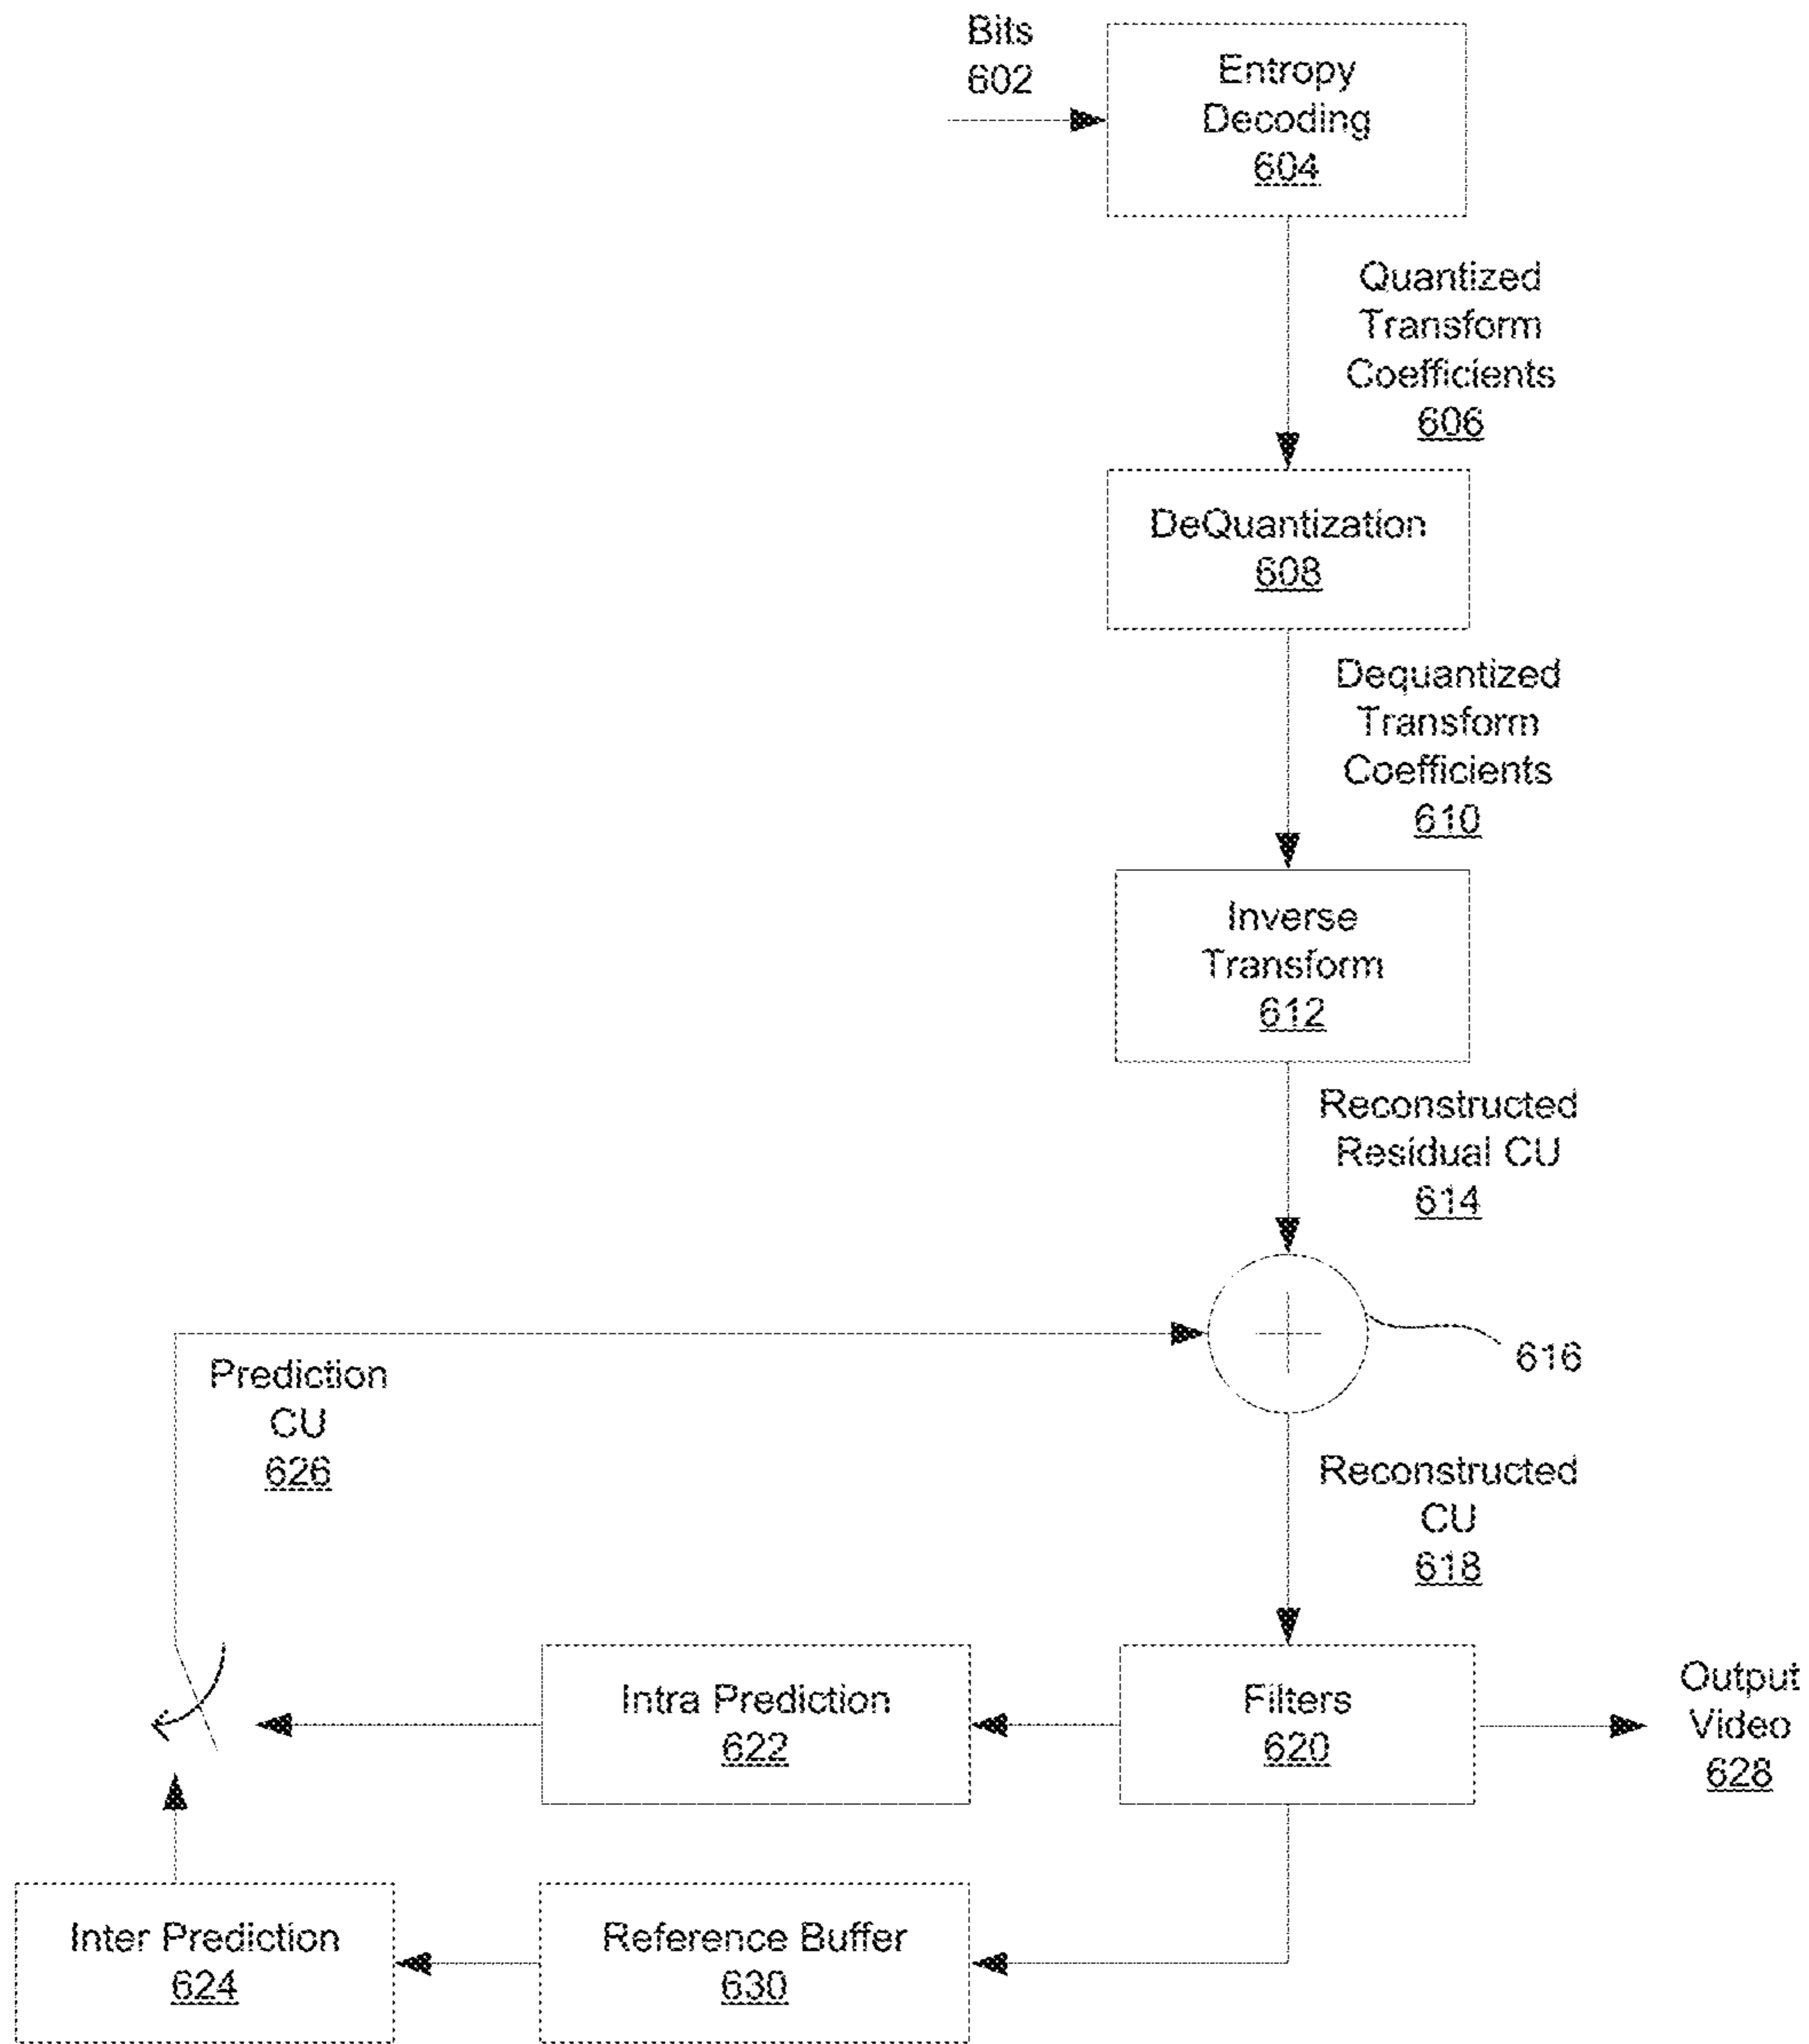 Bits
602
Entropy
Decoding
604
Quantized
Transform
Coefficients
606
DeQuantization
608
Dequantized
Transform
Coefficients
610
Inverse
Transform
612
Reconstructed
Residual CU
614
616
Prediction
CU
626
Reconstructed
CU
618
Intra Prediction
622
Filters
620
Output
Video
628
Inter Prediction
624
Reference Buffer
630